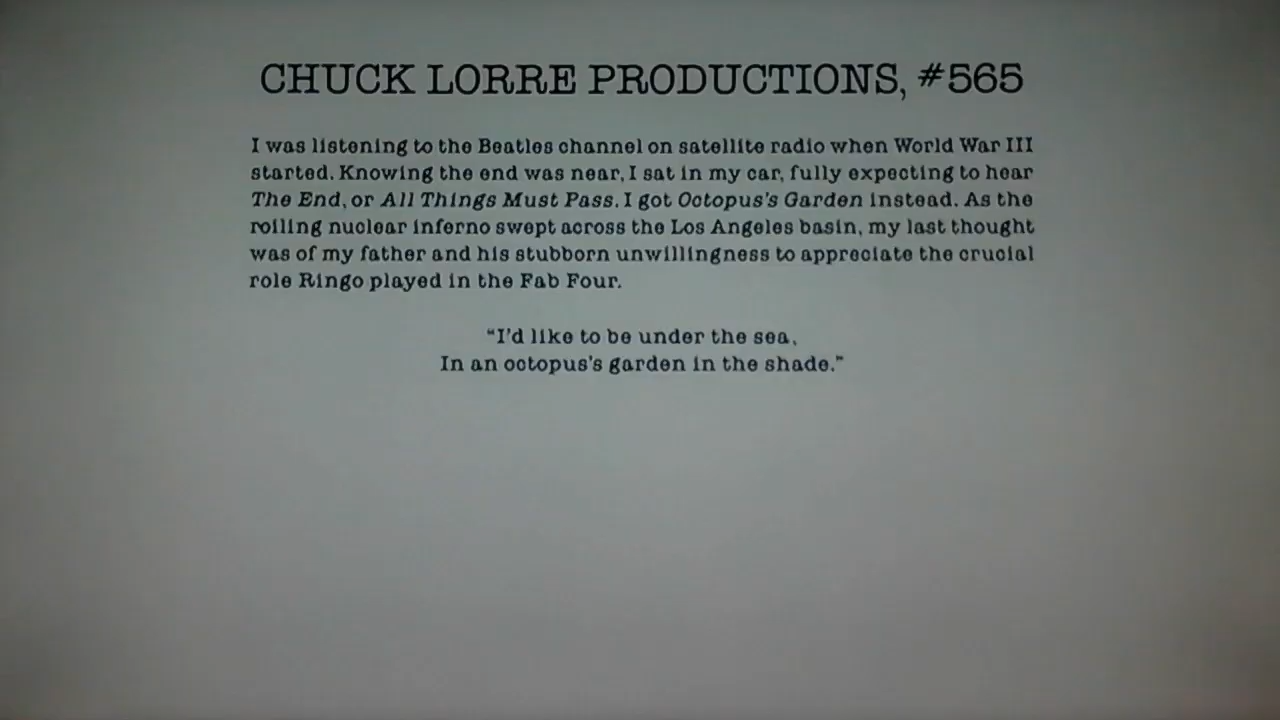 CHUCK LORRE PRODUCTIONS, #565
I was listening to the Beatles channel on satellite radio when World War III
started. Knowing the end was near, I sat in my car, fully expecting to hear
The End, or All Things Must Pass. I got Octopus's Garden instead. As the
roiling nuclear inferno swept across the Los Angeles basin, my last thought
was of my father and his stubborn unwillingness to appreciate the crucial
role Ringo played in the Fab Four.
"I'd like to be under the sea,
In an octopus's garden in the shade."